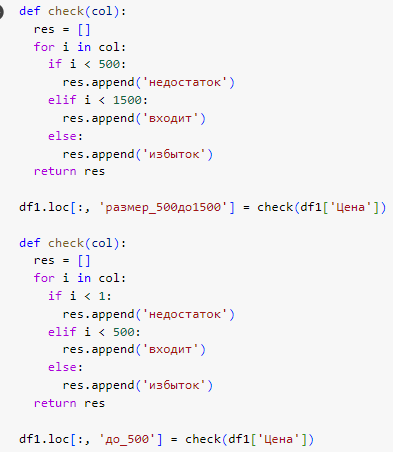 def check(col):
  res = []
  for i in col:
    if i < 500:
      res.append('недостаток')
    elif i < 1500:
      res.append('входит')
    else:
      res.append('избыток')
  return res

df1.loc[:, 'размер_500до1500'] = check(df1['Цена'])

def check(col):
  res = []
  for i in col:
    if i < 1:
      res.append('недостаток')
    elif i < 500:
      res.append('входит')
    else:
      res.append('избыток')
  return res

df1.loc[:, 'до_500'] = check(df1['Цена'])